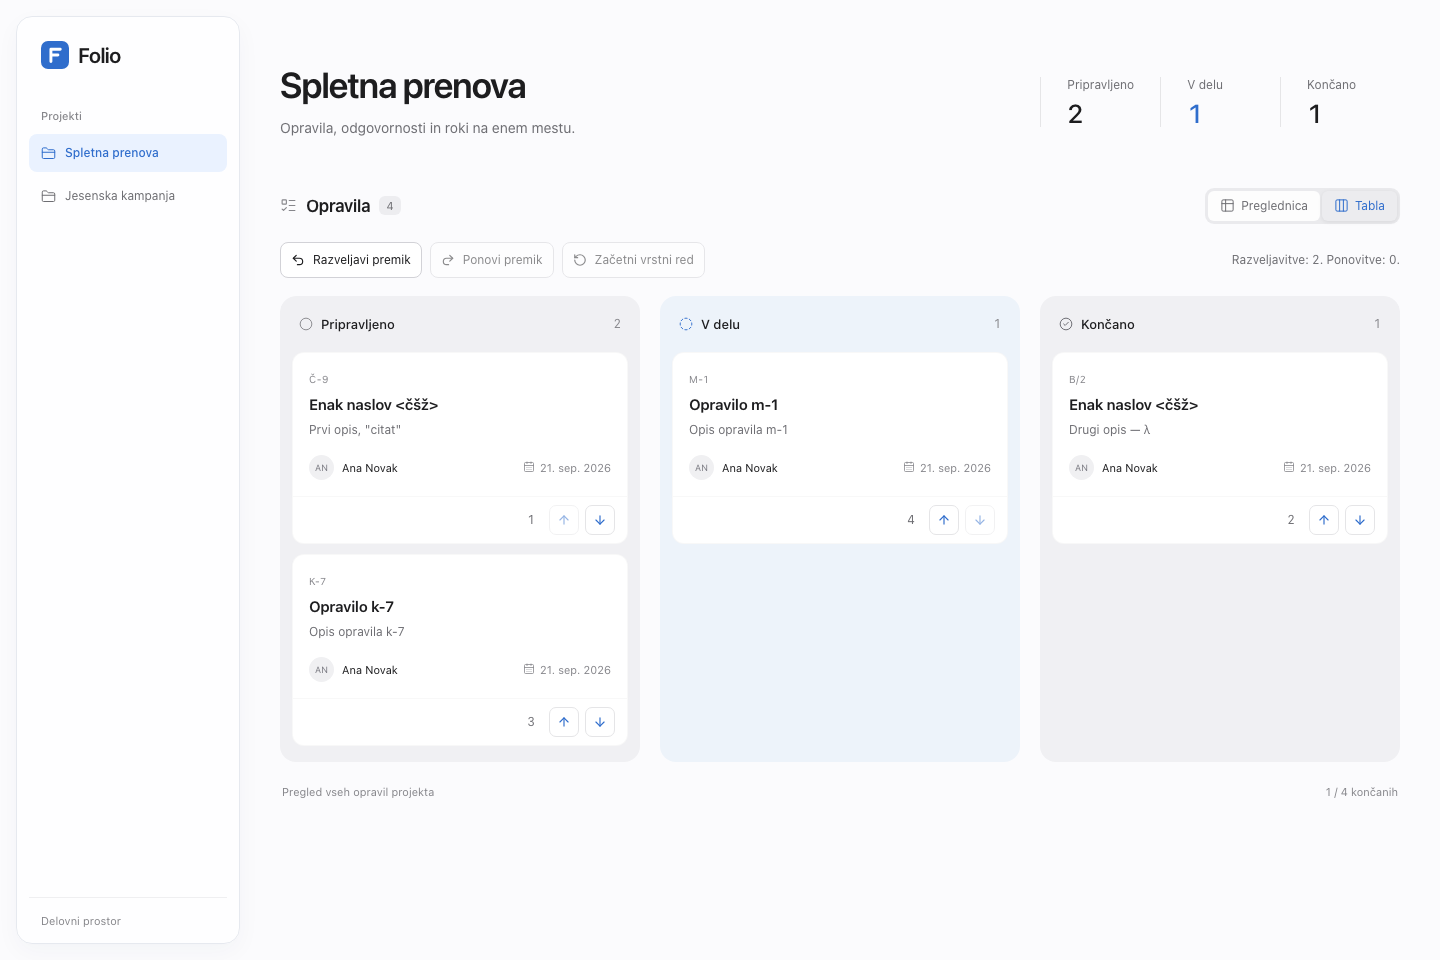 Folio
Projekti
Spletna prenova
Jesenska kampanja
Delovni prostor
Spletna prenova
Opravila, odgovornosti in roki na enem mestu.
Pripravljeno
2
V delu
1
Končano
1
Opravila 4
Preglednica
Tabla
Razveljavi premik
Ponovi premik
Začetni vrstni red
Razveljavitve: 2. Ponovitve: 0.
Pripravljeno 2
Č-9
Enak naslov <čšž>
Prvi opis, "citat"
AN Ana Novak 21. sep. 2026
1
K-7
Opravilo k-7
Opis opravila k-7
AN Ana Novak 21. sep. 2026
3
V delu 1
M-1
Opravilo m-1
Opis opravila m-1
AN Ana Novak 21. sep. 2026
4
Končano 1
B/2
Enak naslov <čšž>
Drugi opis — λ
AN Ana Novak 21. sep. 2026
2
Pregled vseh opravil projekta
1 / 4 končanih